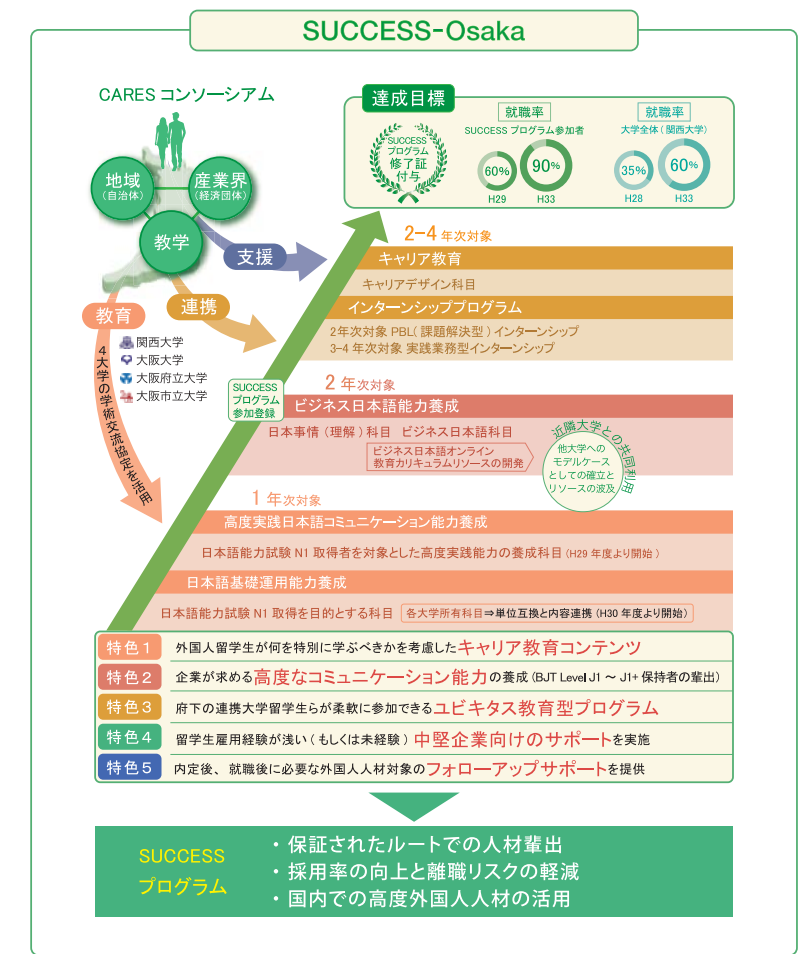 SUCCESS-Osaka
CARES コンソーシアム
地域
(自治体)
産業界
(経済団体)
教学
達成目標
SUCCESS
プログラム
修了証
付与
就職率
SUCCESS プログラム参加者
60%
90%
H29
H33
就職率
大学全体(関西大学)
35%
60%
H28
H33
支援
連携
教育
4大学の学術交流協定を活用
関西大学
大阪大学
大阪府立大学
大阪市立大学
2-4 年次対象
キャリア教育
キャリアデザイン科目
インターンシッププログラム
2年次対象 PBL(課題解決型)インターンシップ
3-4 年次対象 実践業務型インターンシップ
SUCCESS
プログラム
参加登録
2 年次対象
ビジネス日本語能力養成
日本事情(理解)科目 ビジネス日本語科目
ビジネス日本語オンライン
教育カリキュラムリソースの開発
近隣大学との共同利用
他大学への
モデルケース
としての確立と
リソースの波及
1 年次対象
高度実践日本語コミュニケーション能力養成
日本語能力試験 N1 取得者を対象とした高度実践能力の養成科目(H29 年度より開始)
日本語基礎運用能力養成
日本語能力試験 N1 取得を目的とする科目 各大学所有科目⇒単位互換と内容連携(H30 年度より開始)
特色1 外国人留学生が何を特別に学ぶべきかを考慮したキャリア教育コンテンツ
特色2 企業が求める高度なコミュニケーション能力の養成(BJT Level J1 ～ J1+ 保持者の輩出)
特色3 府下の連携大学留学生らが柔軟に参加できるユビキタス教育型プログラム
特色4 留学生雇用経験が浅い(もしくは未経験)中堅企業向けのサポートを実施
特色5 内定後、就職後に必要な外国人人材対象のフォローアップサポートを提供
SUCCESS
プログラム
・保証されたルートでの人材輩出
・採用率の向上と離職リスクの軽減
・国内での高度外国人人材の活用